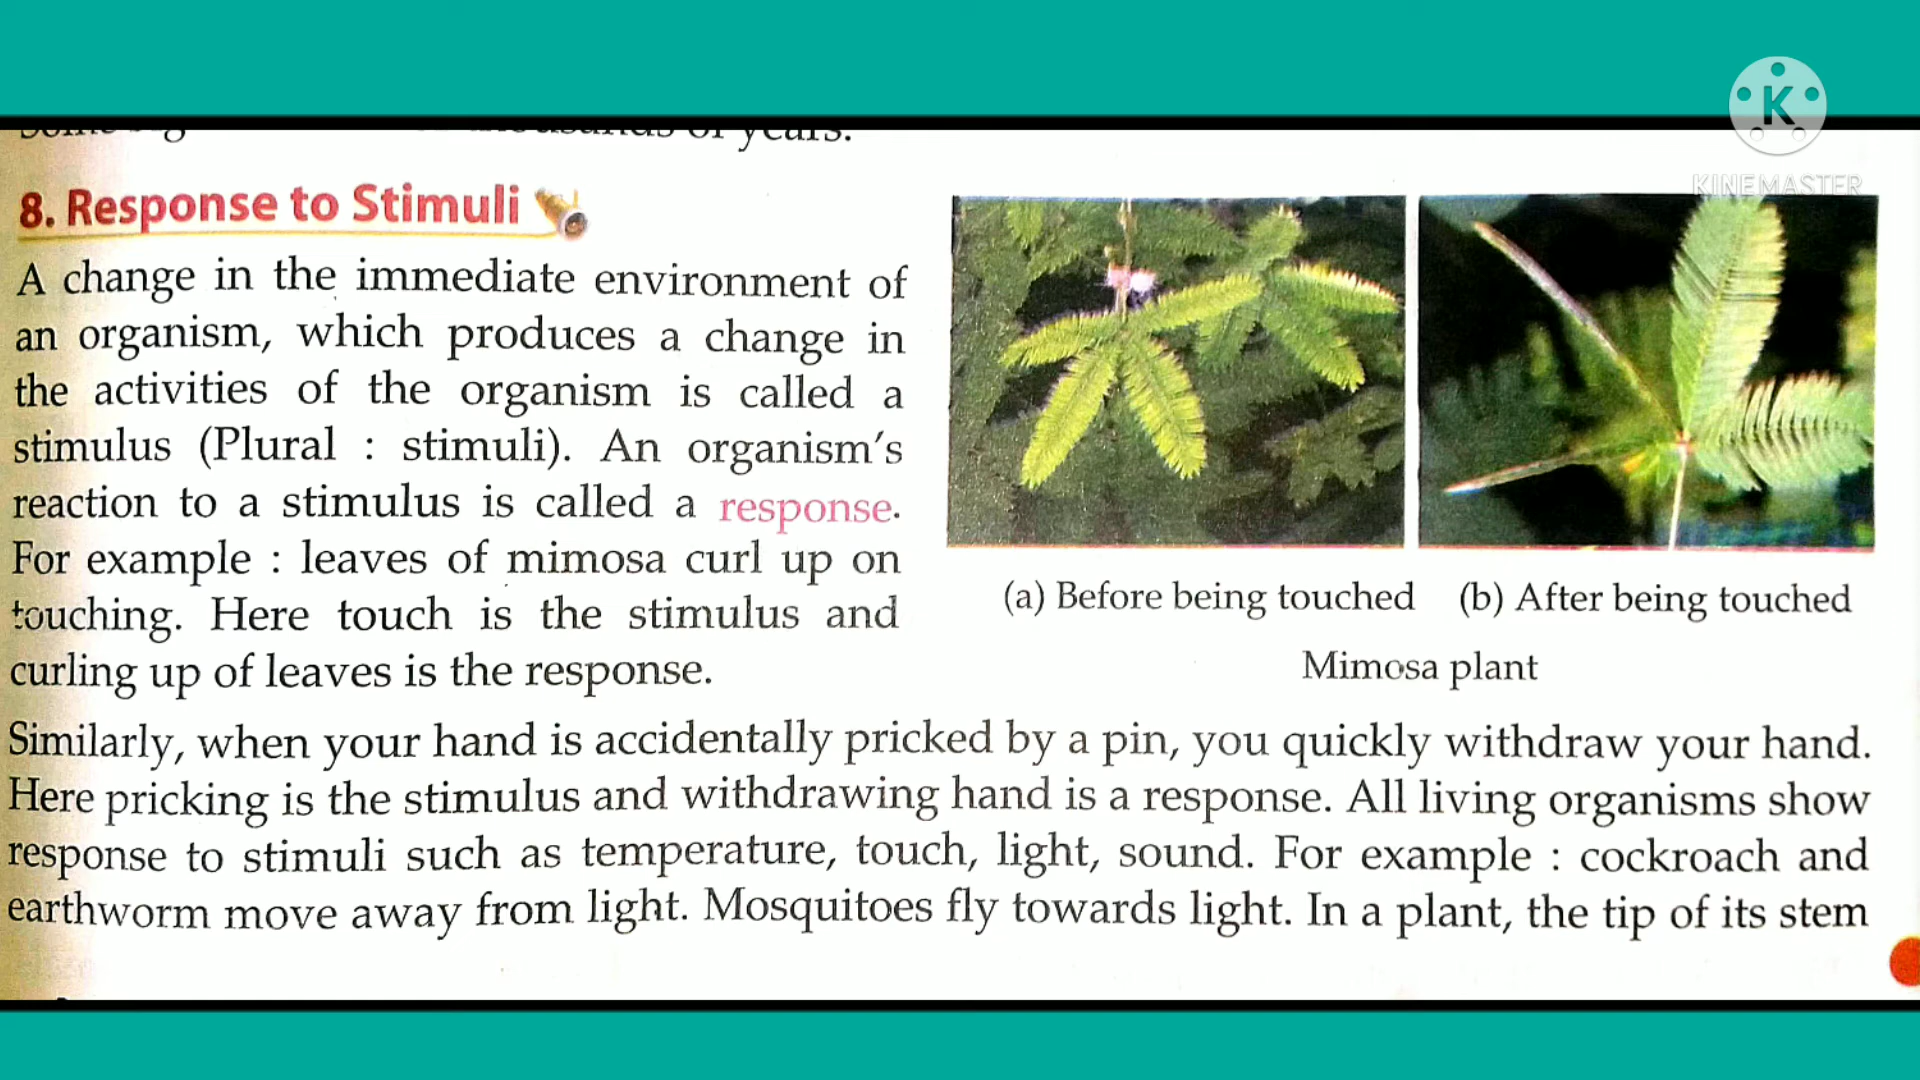 of years.
8. Response to Stimuli
A change in the immediate environment of
an organism, which produces a change in
the activities of the organism is called a
stimulus (Plural : stimuli). An organism's
reaction to a stimulus is called a response.
For example : leaves of mimosa curl up on
touching. Here touch is the stimulus and
curling up of leaves is the response.
K
KINEMASTER
(a) Before being touched (b) After being touched
Mimosa plant
Similarly, when your hand is accidentally pricked by a pin, you quickly withdraw your hand.
Here pricking is the stimulus and withdrawing hand is a response. All living organisms show
response to stimuli such as temperature, touch, light, sound. For example : cockroach and
earthworm move away from light. Mosquitoes fly towards light. In a plant, the tip of its stem